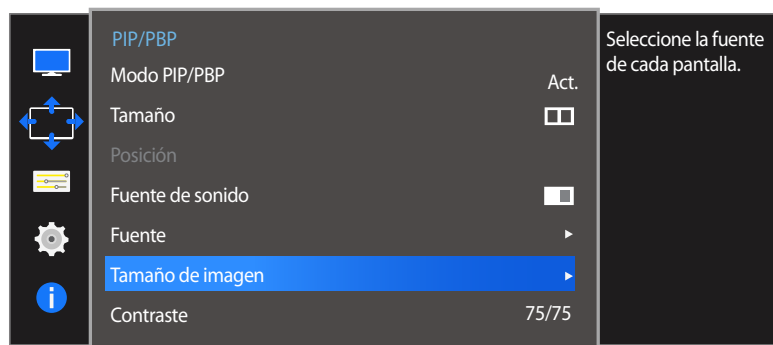 PIP/PBP
Modo PIP/PBP Act.
Tamaño
Posición
Fuente de sonido
Fuente
Tamaño de imagen
Contraste 75/75
Seleccione la fuente
de cada pantalla.